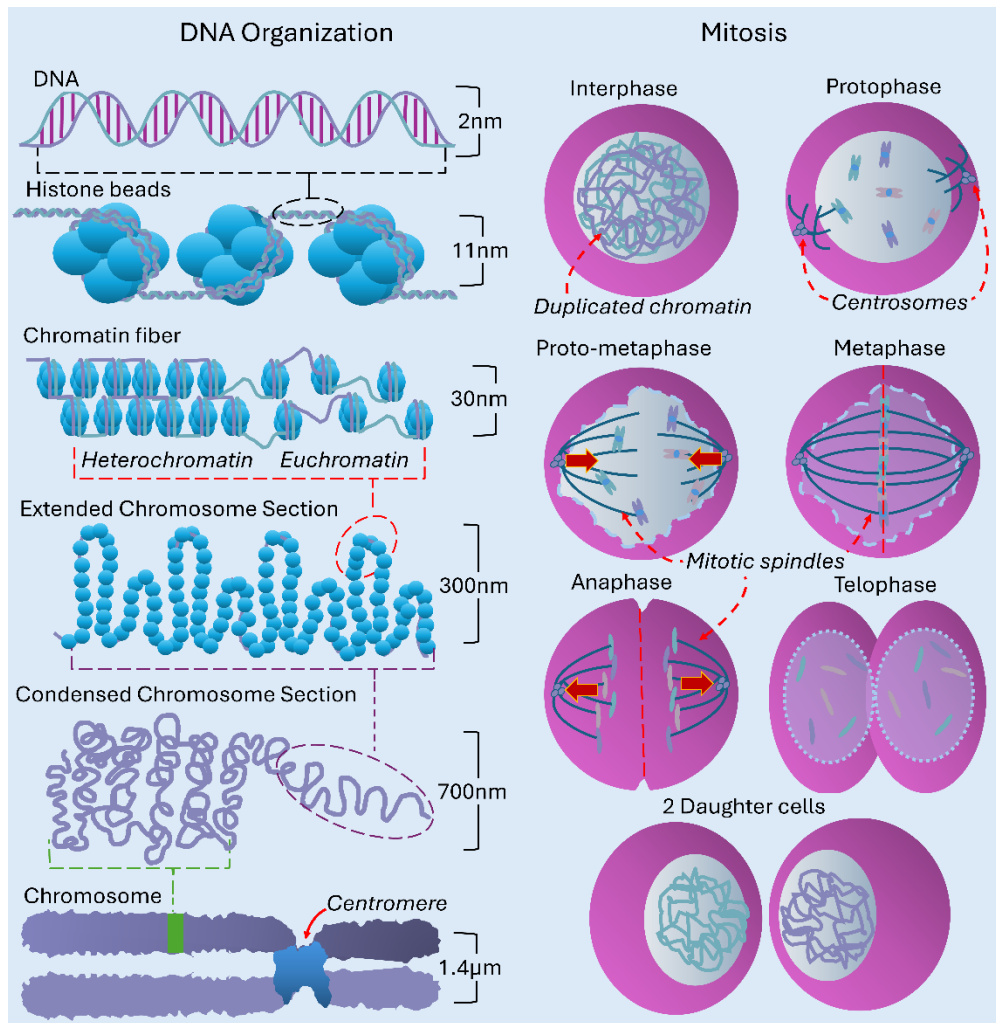 DNA Organization
DNA
2nm
Histone beads
11nm
Chromatin fiber
30nm
Heterochromatin
Euchromatin
Extended Chromosome Section
300nm
Condensed Chromosome Section
700nm
Chromosome
Centromere
1.4µm
Mitosis
Interphase
Protophase
Duplicated chromatin
Centrosomes
Proto-metaphase
Metaphase
Mitotic spindles
Anaphase
Telophase
2 Daughter cells